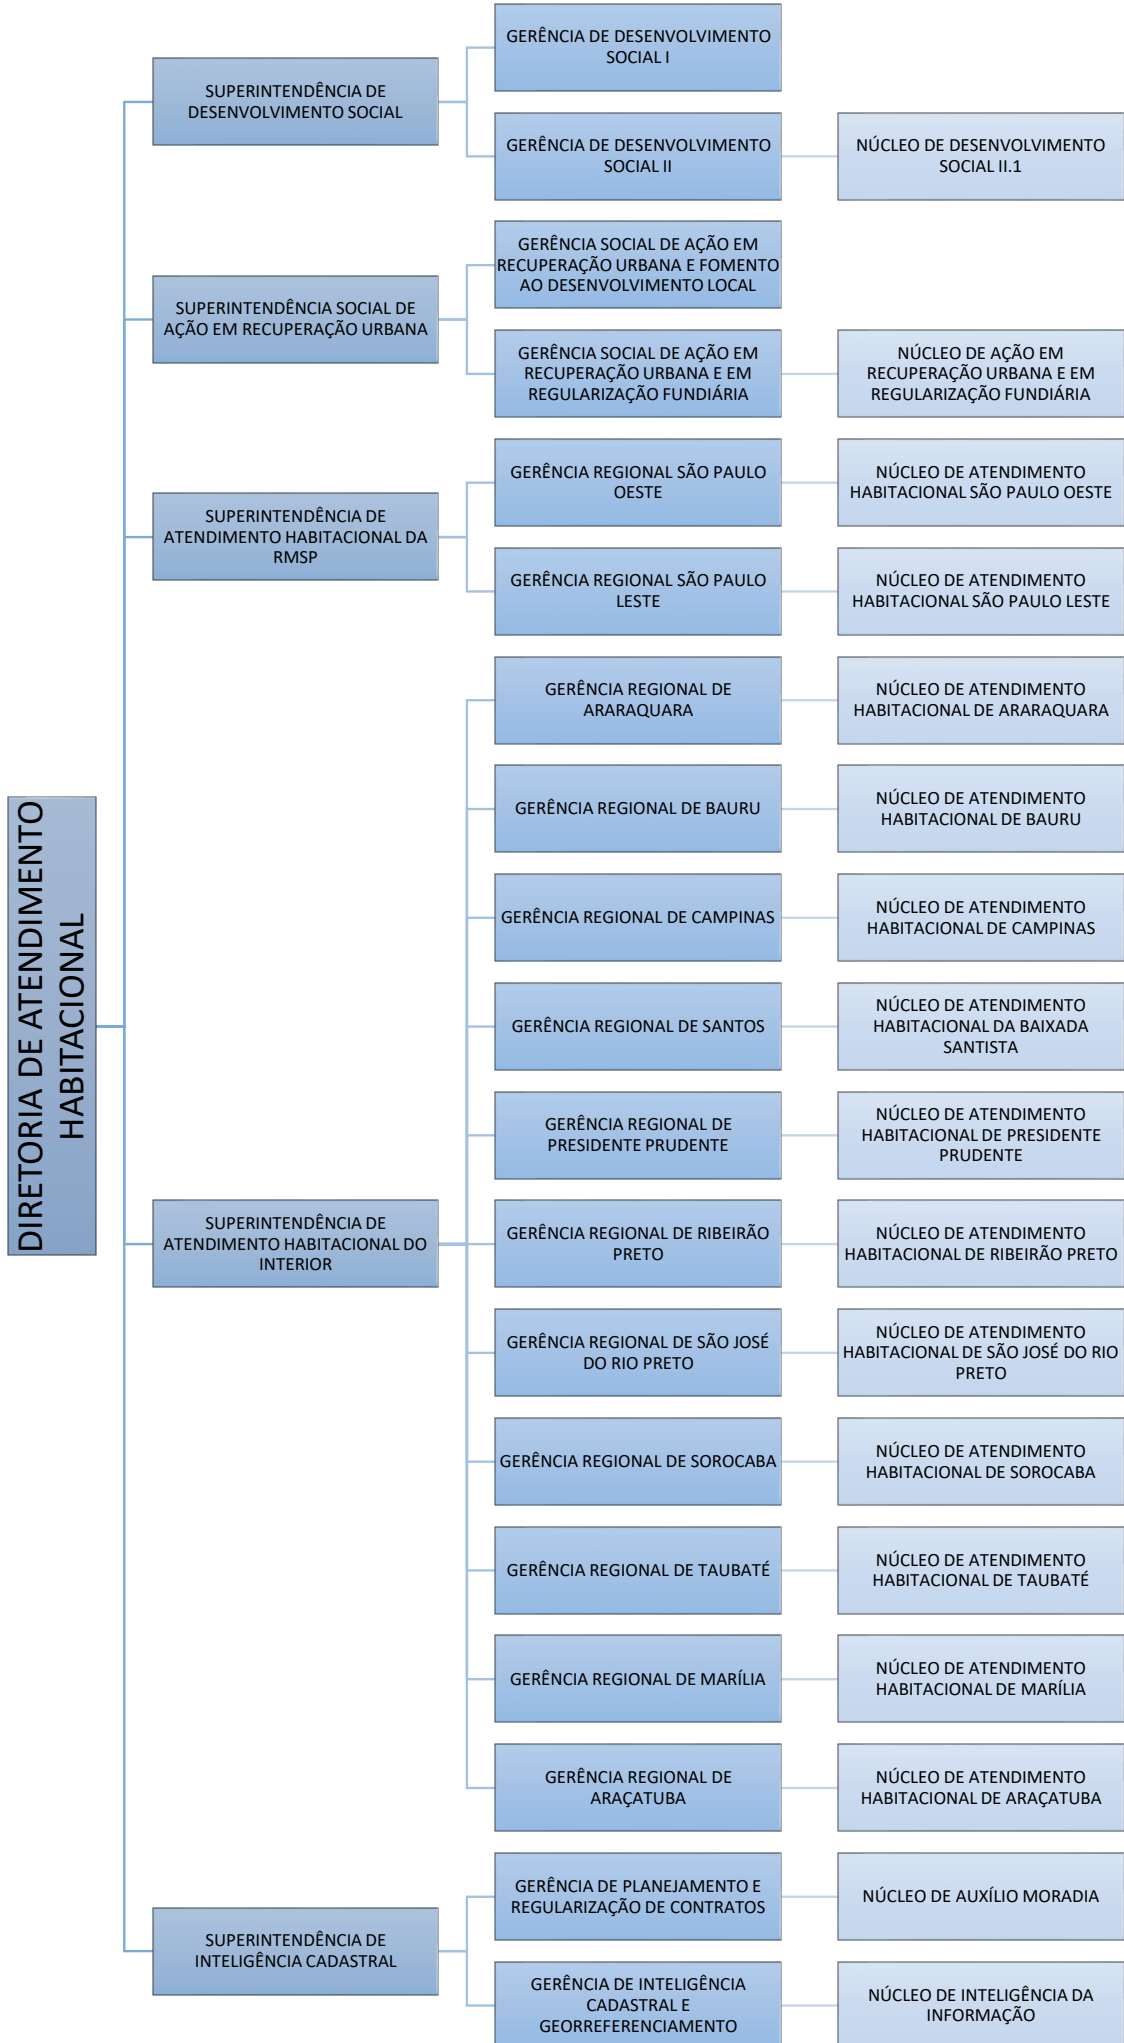 DIRETORIA DE ATENDIMENTO
HABITACIONAL
SUPERINTENDÊNCIA DE
DESENVOLVIMENTO SOCIAL
GERÊNCIA DE DESENVOLVIMENTO
SOCIAL I
GERÊNCIA DE DESENVOLVIMENTO
SOCIAL II
NÚCLEO DE DESENVOLVIMENTO
SOCIAL II.1
SUPERINTENDÊNCIA SOCIAL DE
AÇÃO EM RECUPERAÇÃO URBANA
GERÊNCIA SOCIAL DE AÇÃO EM
RECUPERAÇÃO URBANA E FOMENTO
AO DESENVOLVIMENTO LOCAL
GERÊNCIA SOCIAL DE AÇÃO EM
RECUPERAÇÃO URBANA E EM
REGULARIZAÇÃO FUNDIÁRIA
NÚCLEO DE AÇÃO EM
RECUPERAÇÃO URBANA E EM
REGULARIZAÇÃO FUNDIÁRIA
SUPERINTENDÊNCIA DE
ATENDIMENTO HABITACIONAL DA
RMSP
GERÊNCIA REGIONAL SÃO PAULO
OESTE
NÚCLEO DE ATENDIMENTO
HABITACIONAL SÃO PAULO OESTE
GERÊNCIA REGIONAL SÃO PAULO
LESTE
NÚCLEO DE ATENDIMENTO
HABITACIONAL SÃO PAULO LESTE
SUPERINTENDÊNCIA DE
ATENDIMENTO HABITACIONAL DO
INTERIOR
GERÊNCIA REGIONAL DE
ARARAQUARA
NÚCLEO DE ATENDIMENTO
HABITACIONAL DE ARARAQUARA
GERÊNCIA REGIONAL DE BAURU
NÚCLEO DE ATENDIMENTO
HABITACIONAL DE BAURU
GERÊNCIA REGIONAL DE CAMPINAS
NÚCLEO DE ATENDIMENTO
HABITACIONAL DE CAMPINAS
GERÊNCIA REGIONAL DE SANTOS
NÚCLEO DE ATENDIMENTO
HABITACIONAL DA BAIXADA
SANTISTA
GERÊNCIA REGIONAL DE
PRESIDENTE PRUDENTE
NÚCLEO DE ATENDIMENTO
HABITACIONAL DE PRESIDENTE
PRUDENTE
GERÊNCIA REGIONAL DE RIBEIRÃO
PRETO
NÚCLEO DE ATENDIMENTO
HABITACIONAL DE RIBEIRÃO PRETO
GERÊNCIA REGIONAL DE SÃO JOSÉ
DO RIO PRETO
NÚCLEO DE ATENDIMENTO
HABITACIONAL DE SÃO JOSÉ DO RIO
PRETO
GERÊNCIA REGIONAL DE SOROCABA
NÚCLEO DE ATENDIMENTO
HABITACIONAL DE SOROCABA
GERÊNCIA REGIONAL DE TAUBATÉ
NÚCLEO DE ATENDIMENTO
HABITACIONAL DE TAUBATÉ
GERÊNCIA REGIONAL DE MARÍLIA
NÚCLEO DE ATENDIMENTO
HABITACIONAL DE MARÍLIA
GERÊNCIA REGIONAL DE
ARAÇATUBA
NÚCLEO DE ATENDIMENTO
HABITACIONAL DE ARAÇATUBA
SUPERINTENDÊNCIA DE
INTELIGÊNCIA CADASTRAL
GERÊNCIA DE PLANEJAMENTO E
REGULARIZAÇÃO DE CONTRATOS
NÚCLEO DE AUXÍLIO MORADIA
GERÊNCIA DE INTELIGÊNCIA
CADASTRAL E
GEORREFERENCIAMENTO
NÚCLEO DE INTELIGÊNCIA DA
INFORMAÇÃO